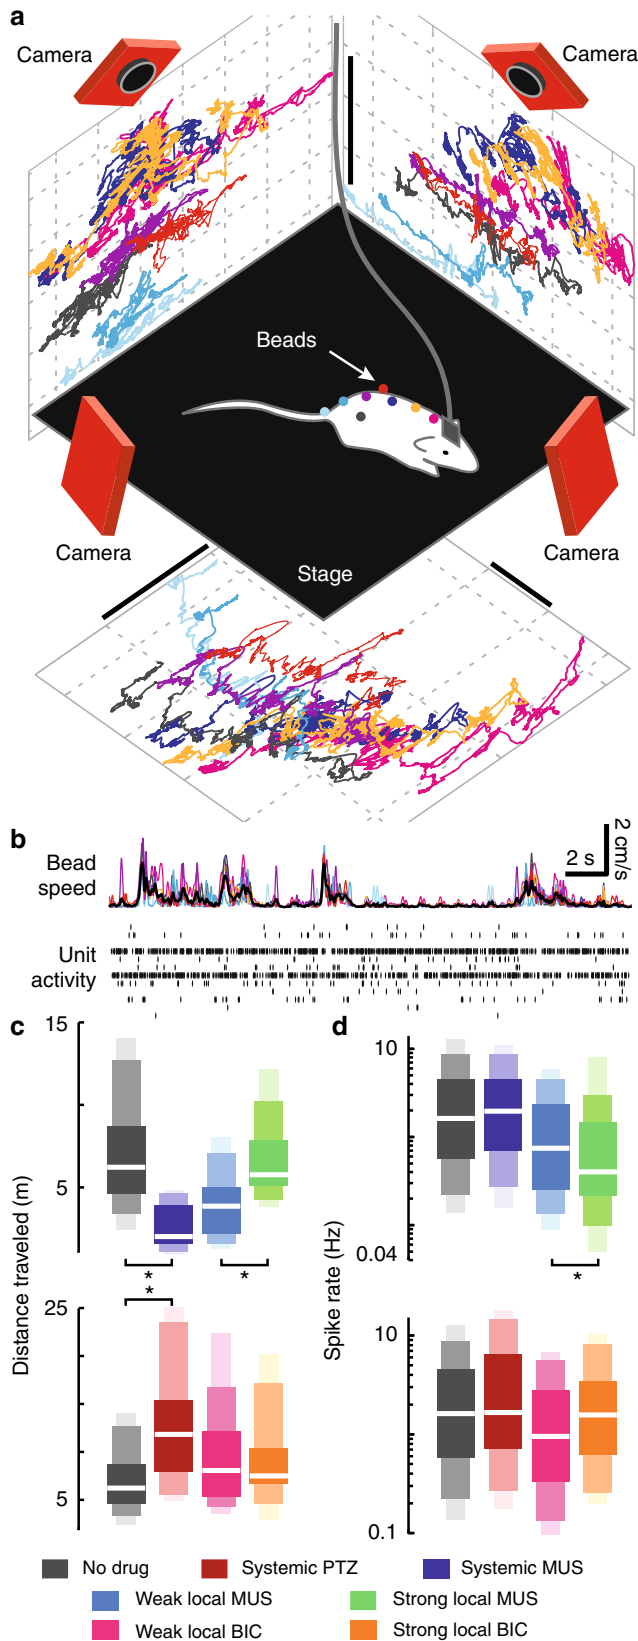 a
Camera
Camera
Beads
Camera
Camera
Stage
b
Bead
speed
2 s
2 cm/s
Unit
activity
c
d
15
5
Distance traveled (m)
*
*
*
25
5
10
0.04
Spike rate (Hz)
*
10
0.1
No drug
Systemic PTZ
Systemic MUS
Weak local MUS
Strong local MUS
Weak local BIC
Strong local BIC